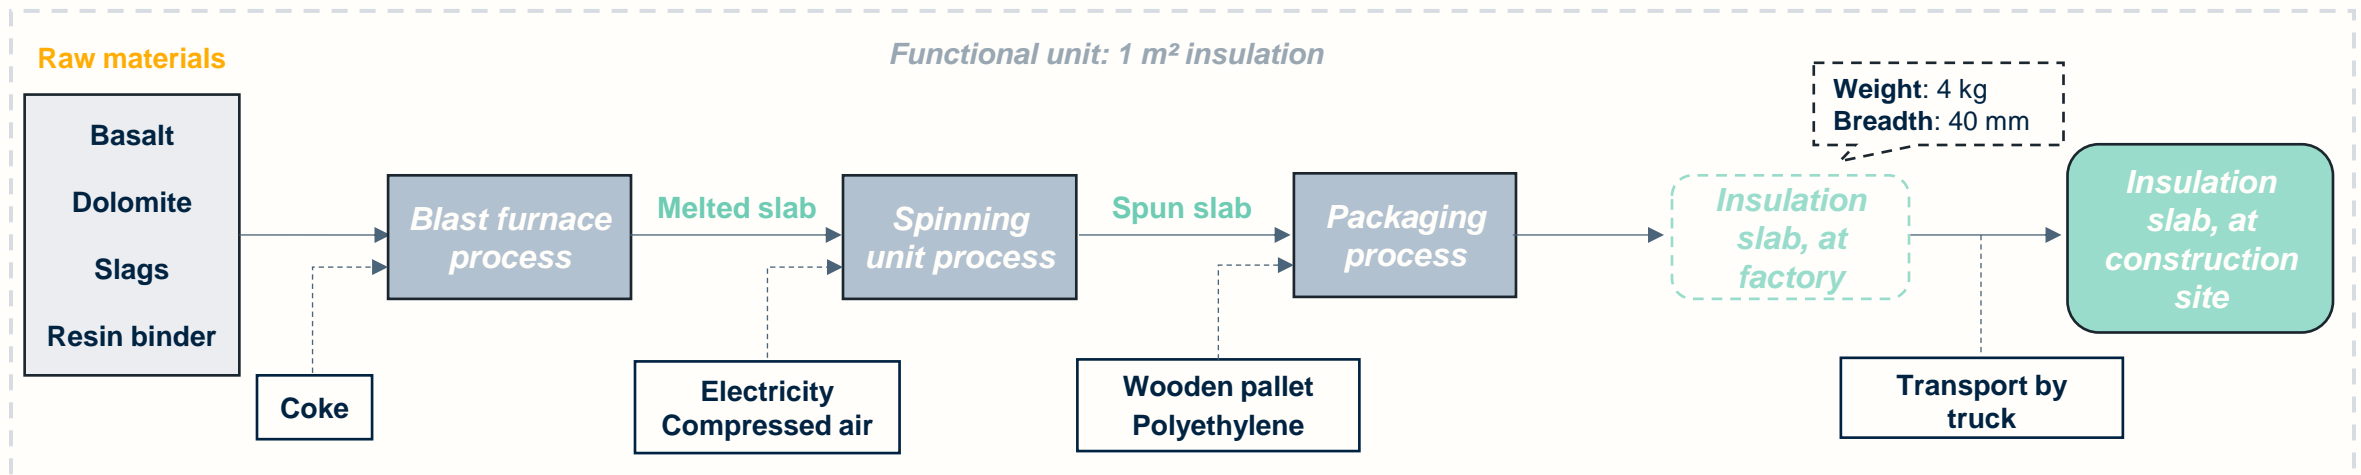 Raw materials
Functional unit: 1 m² insulation
Basalt
Dolomite
Slags
Resin binder
Coke
Blast furnace
process
Melted slab
Electricity
Compressed air
Spinning
unit process
Spun slab
Wooden pallet
Polyethylene
Packaging
process
Weight: 4 kg
Breadth: 40 mm
Insulation
slab, at
factory
Transport by
truck
Insulation
slab, at
construction
site